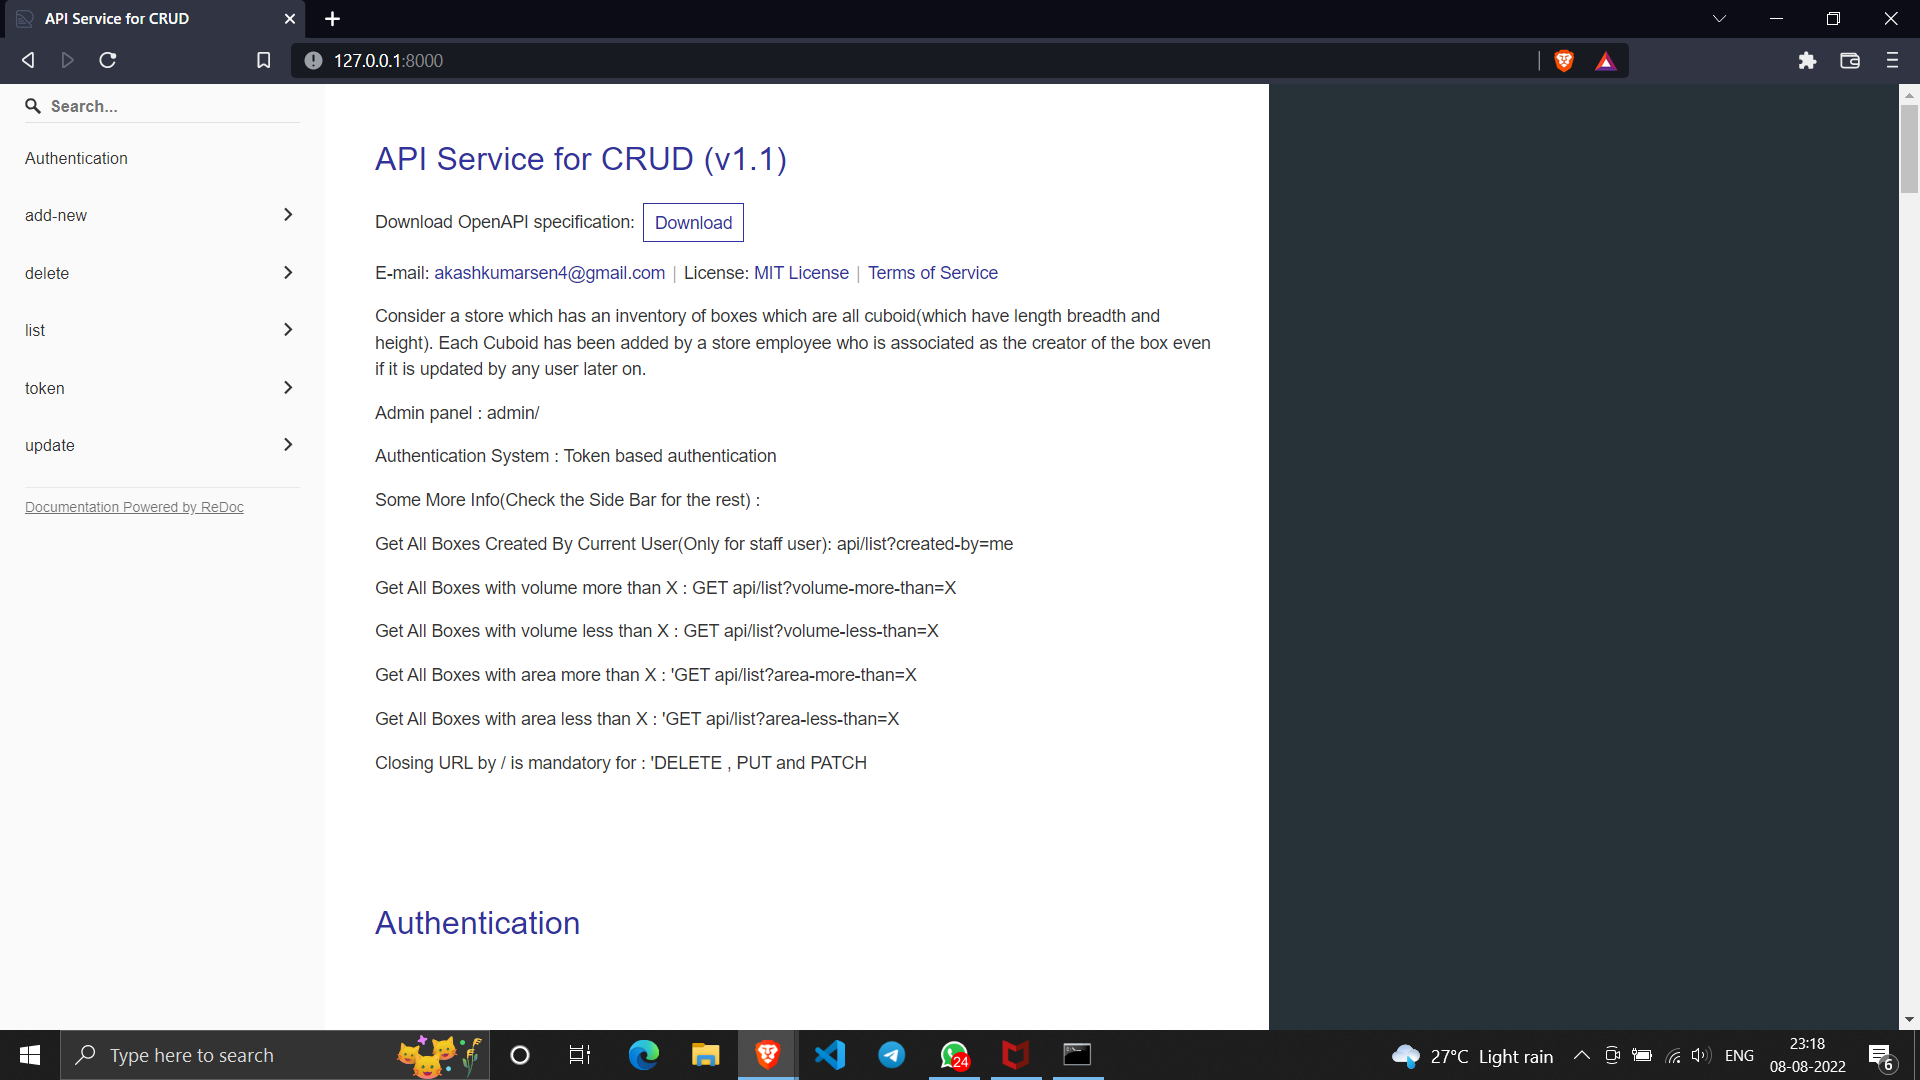 API Service for CRUD
127.0.0.1:8000
Search...
Authentication
add-new
delete
list
token
update
Documentation Powered by ReDoc
API Service for CRUD (v1.1)
Download OpenAPI specification: Download
E-mail: akashkumarsen4@gmail.com | License: MIT License | Terms of Service
Consider a store which has an inventory of boxes which are all cuboid(which have length breadth and
height). Each Cuboid has been added by a store employee who is associated as the creator of the box even
if it is updated by any user later on.
Admin panel : admin/
Authentication System : Token based authentication
Some More Info(Check the Side Bar for the rest) :
Get All Boxes Created By Current User(Only for staff user): api/list?created-by=me
Get All Boxes with volume more than X : GET api/list?volume-more-than=X
Get All Boxes with volume less than X : GET api/list?volume-less-than=X
Get All Boxes with area more than X : 'GET api/list?area-more-than=X
Get All Boxes with area less than X : 'GET api/list?area-less-than=X
Closing URL by / is mandatory for : 'DELETE , PUT and PATCH
Authentication
Type here to search
24
27°C Light rain
ENG
23:18
08-08-2022
6